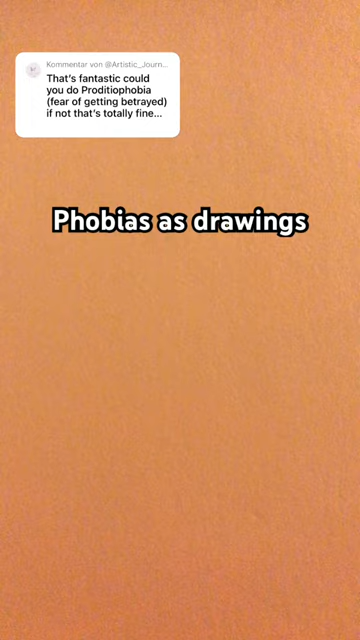 Kommentar von @Artistic_Journ...
That's fantastic could
you do Proditiophobia
(fear of getting betrayed)
if not that's totally fine...
Phobias as drawings